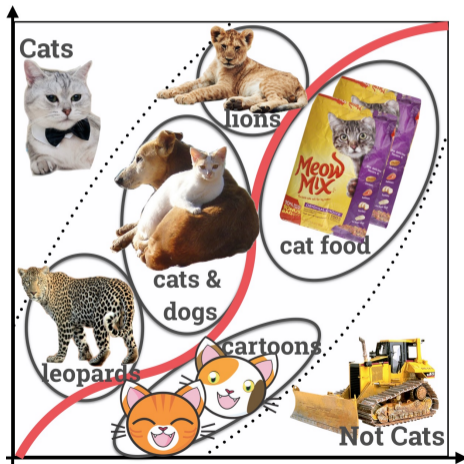 Cats
lions
MEOW
MIX
cat food
cats &
dogs
cartoons
leopards
Not Cats